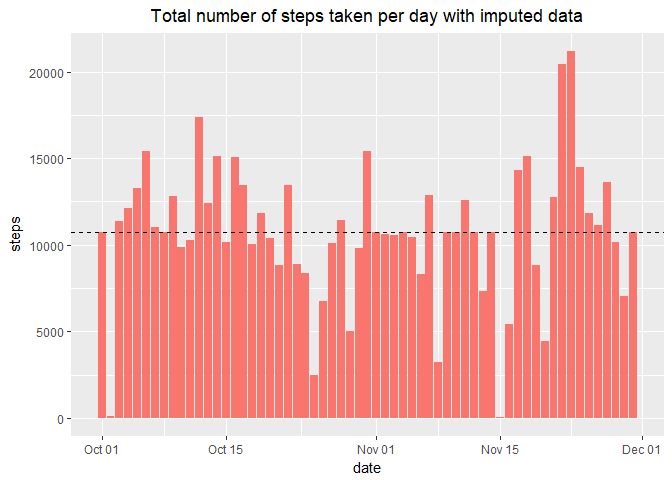 Total number of steps taken per day with imputed data
20000
15000
10000
5000
0
steps
Oct 01 Oct 15 Nov 01 Nov 15 Dec 01
date